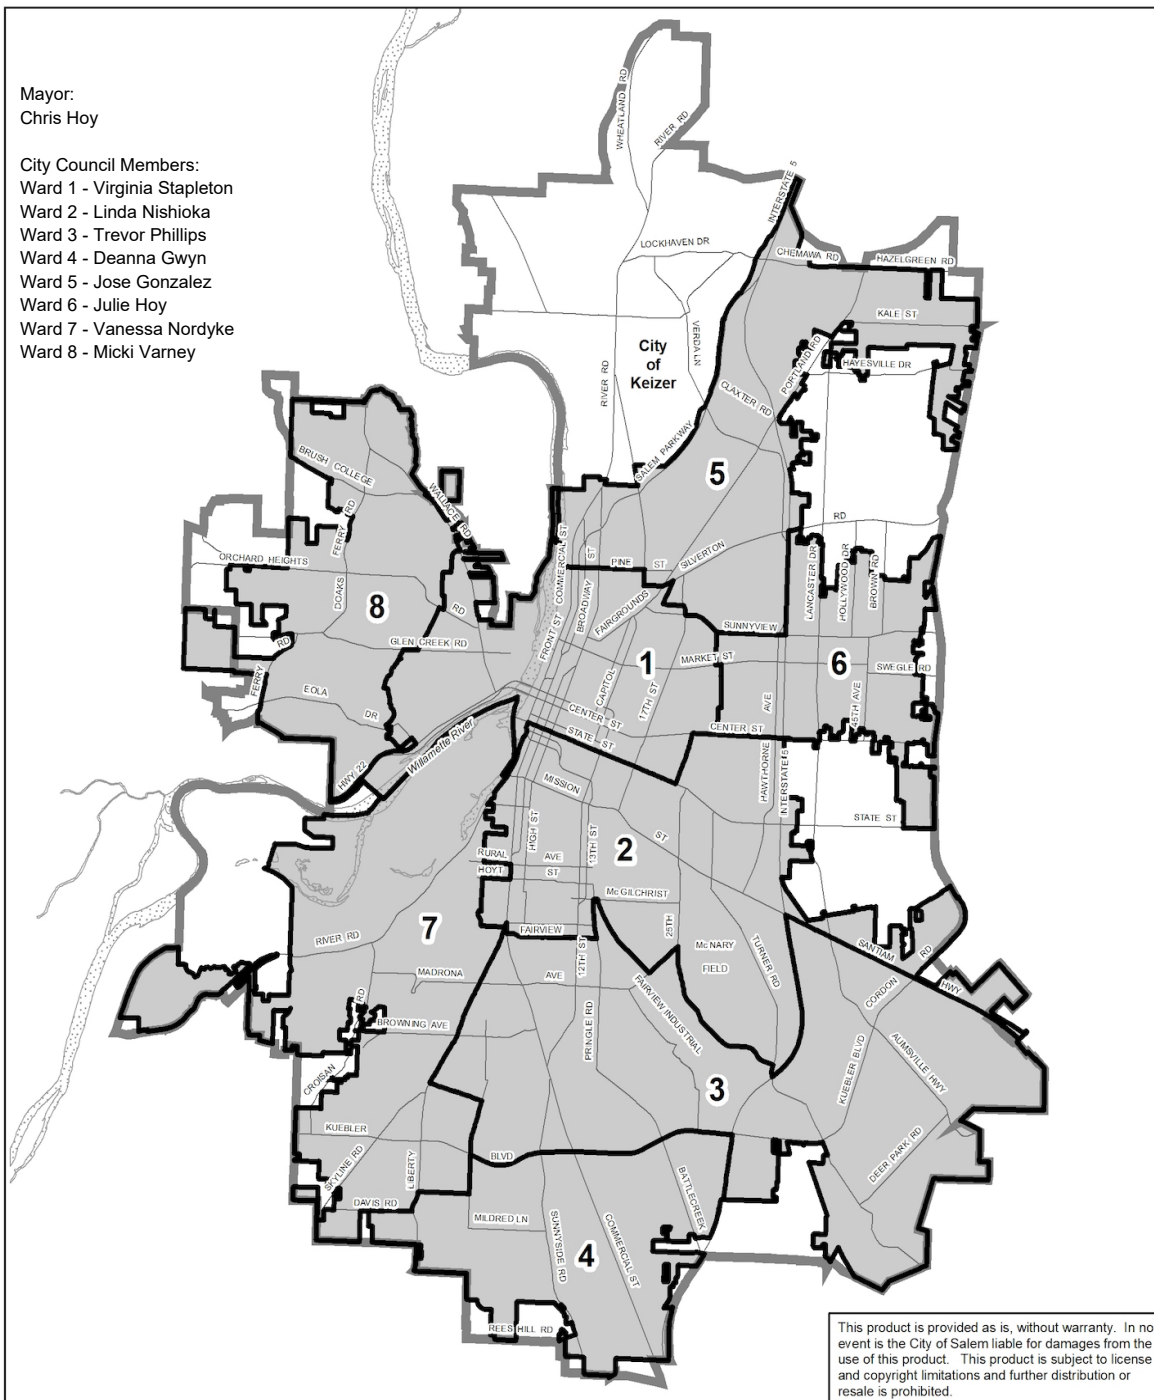 Mayor:
Chris Hoy
City Council Members:
Ward 1 - Virginia Stapleton
Ward 2 - Linda Nishioka
Ward 3 - Trevor Phillips
Ward 4 - Deanna Gwyn
Ward 5 - Jose Gonzalez
Ward 6 - Julie Hoy
Ward 7 - Vanessa Nordyke
Ward 8 - Micki Varney
WHEATLAND RD
RIVER RD
INTERSTATE 5
LOCKHAVEN DR
CHEMAWA RD
HAZELGREEN RD
KALE ST
VERDA LN
City
of
Keizer
RIVER RD
PORTLAND RD
HAYESVILLE DR
CLAXTER RD
SALEM PARKWAY
5
BRUSH COLLEGE
RD
WALLACE RD
FERRY
DOAKS
ORCHARD HEIGHTS
RD
8
GLEN CREEK RD
RD
FERRY
EOLA
DR
HWY 22
Willamette River
COMMERCIAL ST
FRONT ST
BROADWAY
ST
PINE ST
SILVERTON
RD
FAIRGROUNDS
SUNNYVIEW
LANCASTER DR
HOLLYWOOD DR
BROWN RD
1
MARKET ST
6
SWEGLE RD
CAPITOL
17TH ST
45TH AVE
CENTER ST
CENTER ST
STATE ST
HAWTHORNE
AVE
INTERSTATE 5
STATE ST
MISSION
ST
HIGH ST
13TH ST
2
RURAL AVE
HOYT ST
McGILCHRIST
25TH
McNARY
FIELD
TURNER RD
FAIRVIEW
12TH ST
7
RIVER RD
MADRONA AVE
FAIRVIEW INDUSTRIAL
SANTIAM
HWY
CORDON
RD
RD
BROWNING AVE
PRINGLE RD
CROISAN
KUEBLER BLVD
AUMSVILLE HWY
3
DEER PARK RD
KUEBLER
BLVD
SKYLINE RD
LIBERTY
DAVIS RD
BATTLECREEK
MILDRED LN
SUNNYSIDE RD
COMMERCIAL ST
4
REES HILL RD
This product is provided as is, without warranty. In no
event is the City of Salem liable for damages from the
use of this product. This product is subject to license
and copyright limitations and further distribution or
resale is prohibited.